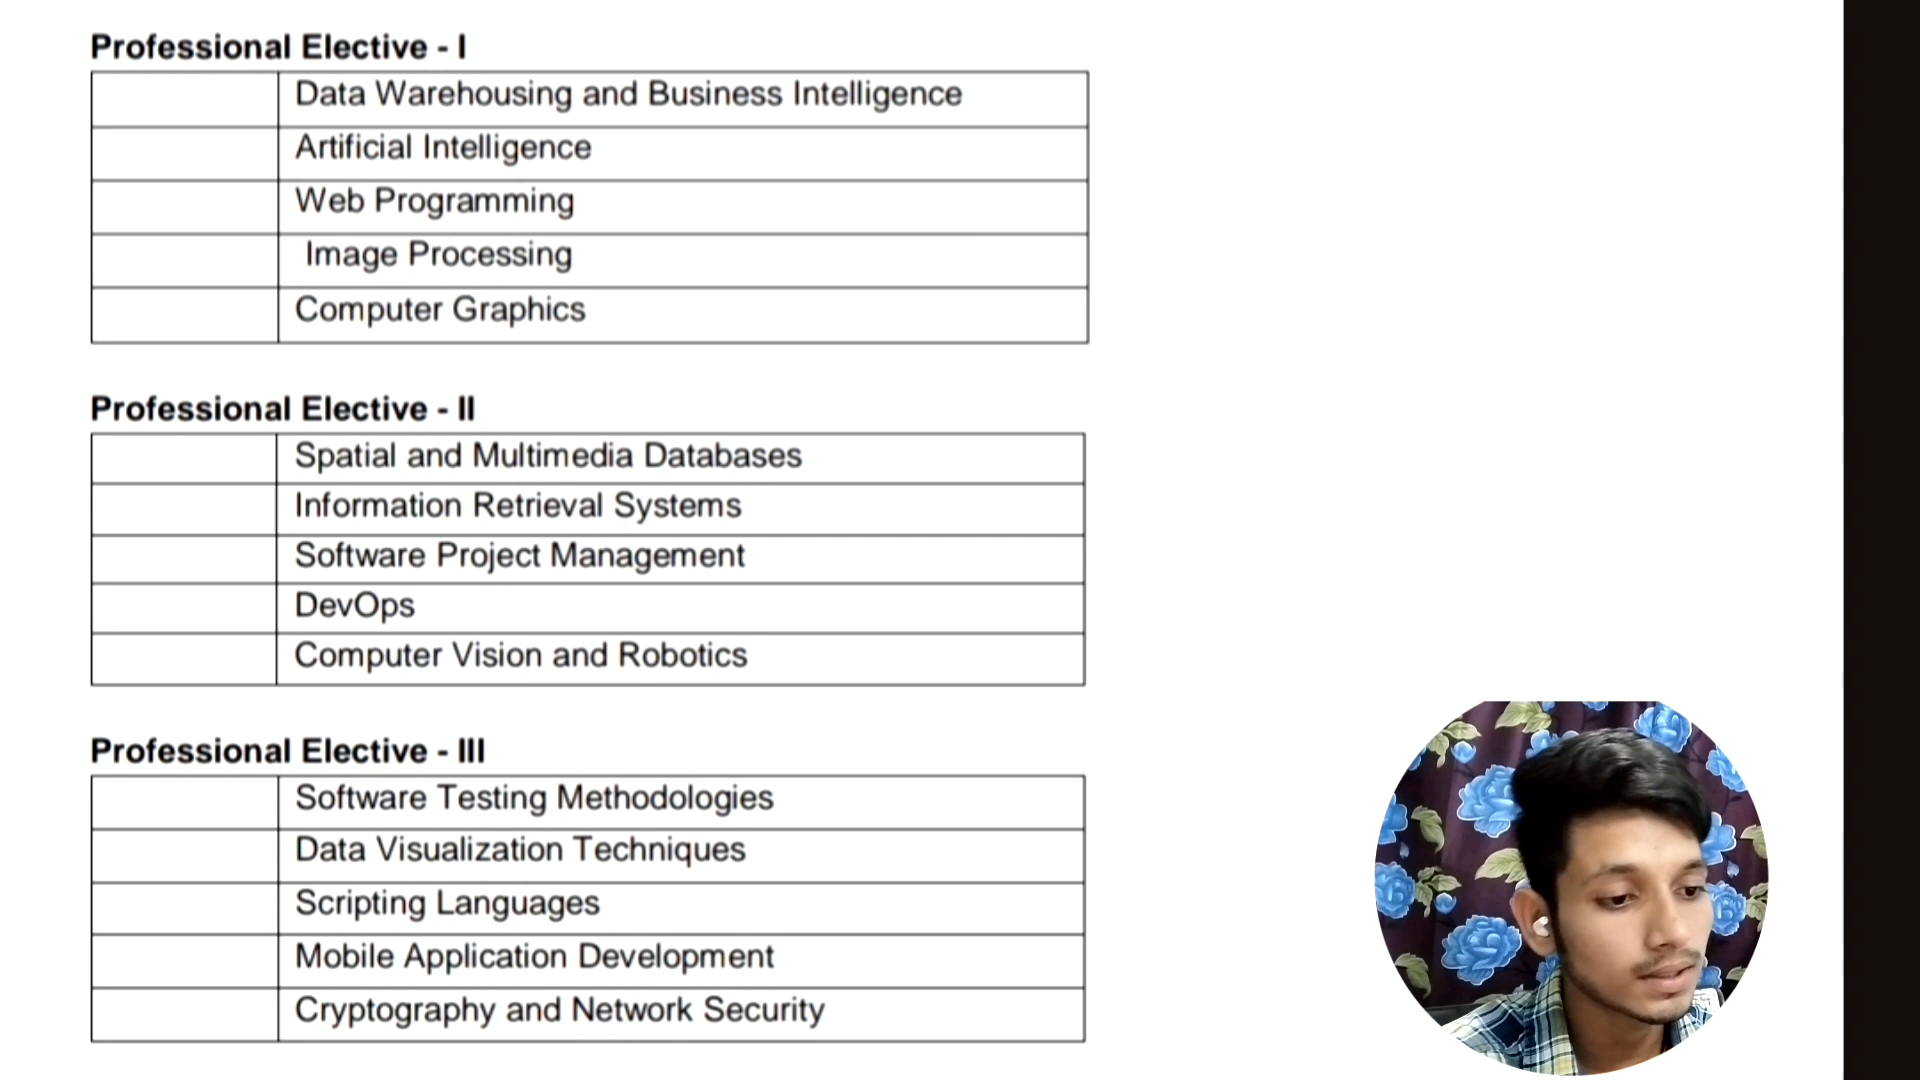 Professional Elective - I
Data Warehousing and Business Intelligence
Artificial Intelligence
Web Programming
Image Processing
Computer Graphics
Professional Elective - II
Spatial and Multimedia Databases
Information Retrieval Systems
Software Project Management
DevOps
Computer Vision and Robotics
Professional Elective - III
Software Testing Methodologies
Data Visualization Techniques
Scripting Languages
Mobile Application Development
Cryptography and Network Security